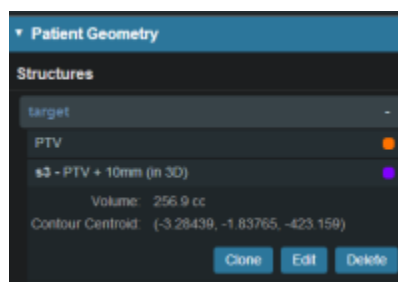 Patient Geometry
Structures
target -
PTV
s3 - PTV + 10mm (in 3D)
Volume: 256.9 cc
Contour Centroid: (-3.28439, -1.83765, -423.159)
Clone Edit Delete